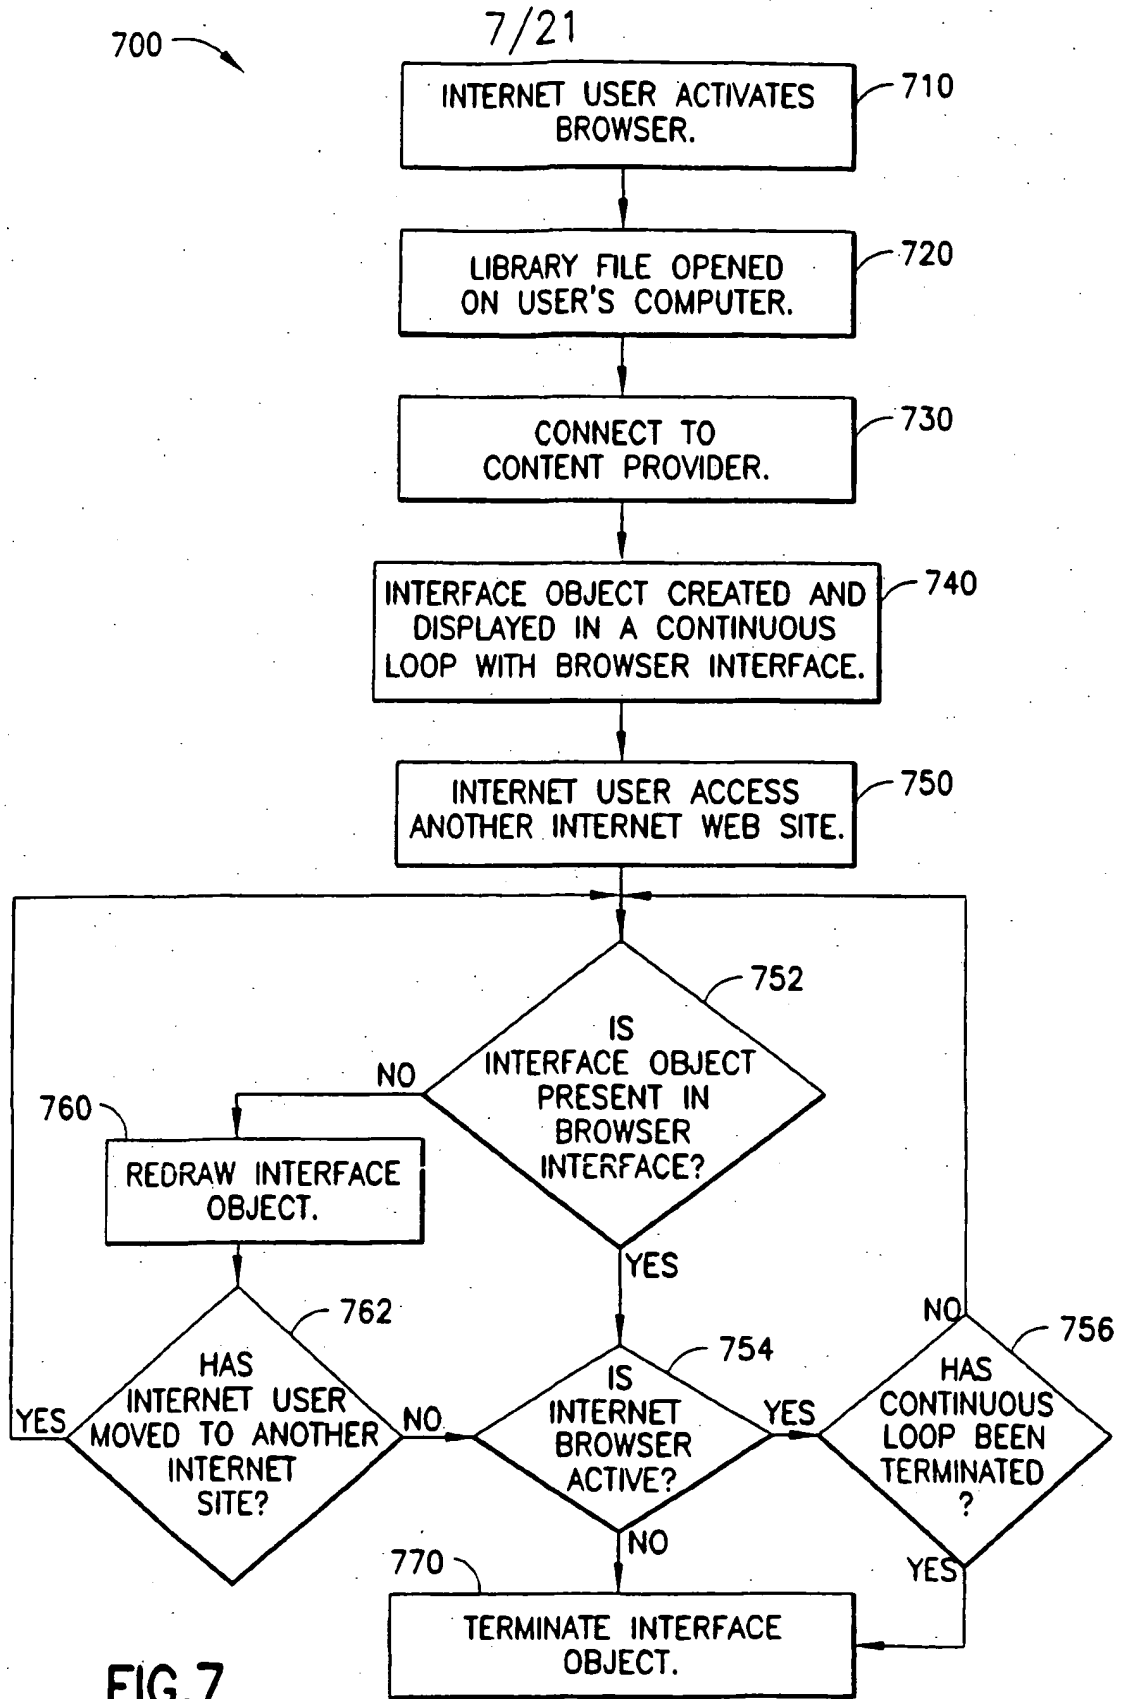 7/21
700
INTERNET USER ACTIVATES
BROWSER.
710
LIBRARY FILE OPENED
ON USER'S COMPUTER.
720
CONNECT TO
CONTENT PROVIDER.
730
INTERFACE OBJECT CREATED AND
DISPLAYED IN A CONTINUOUS
LOOP WITH BROWSER INTERFACE.
740
INTERNET USER ACCESS
ANOTHER INTERNET WEB SITE.
750
IS
INTERFACE OBJECT
PRESENT IN
BROWSER
INTERFACE?
752
NO
YES
760
REDRAW INTERFACE
OBJECT.
HAS
INTERNET USER
MOVED TO ANOTHER
INTERNET
SITE?
762
YES
NO
IS
INTERNET
BROWSER
ACTIVE?
754
YES
NO
HAS
CONTINUOUS
LOOP BEEN
TERMINATED
?
756
NO
YES
770
TERMINATE INTERFACE
OBJECT.
FIG.7